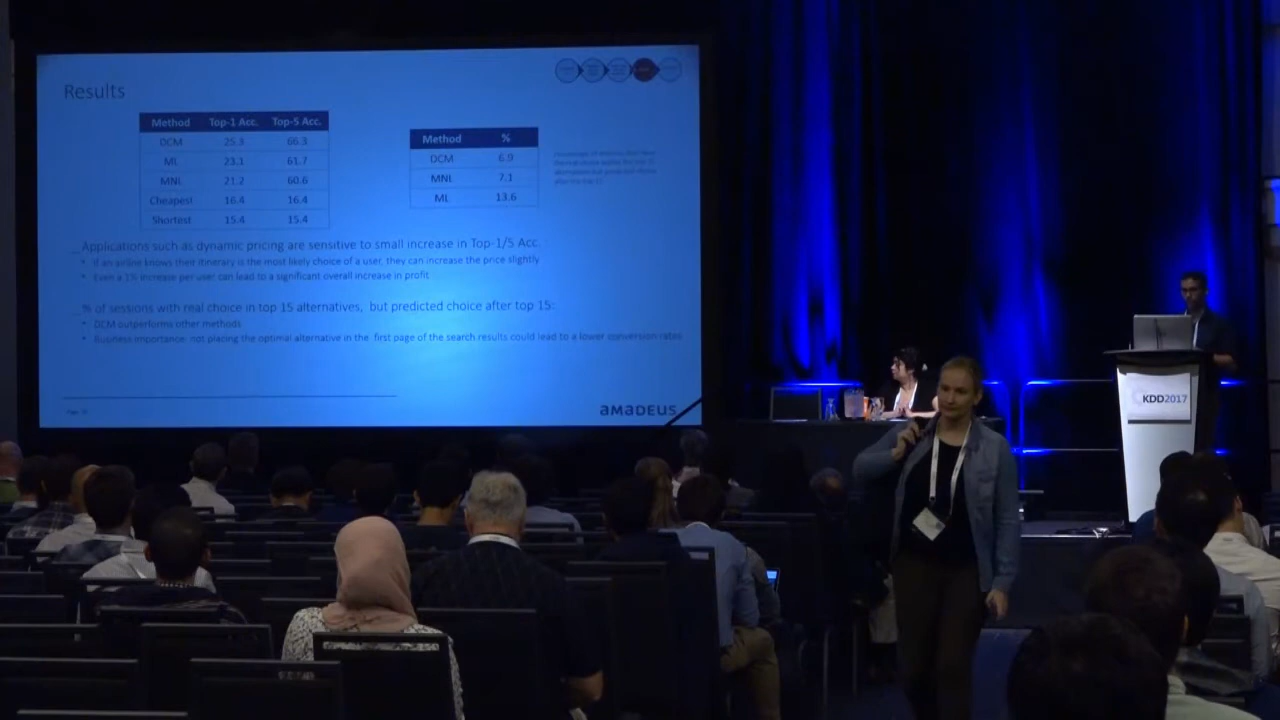 Results
Method Top-1 Acc. Top-5 Acc.
DCM 25.3 66.3
ML 23.1 61.7
MNL 21.2 60.6
Cheapest 16.4 16.4
Shortest 15.4 15.4
Method %
DCM 6.9
MNL 7.1
ML 13.6
Applications such as dynamic pricing are sensitive to small increase in Top-1/5 Acc.
If an airline knows their itinerary is the most likely choice of a user, they can increase the price slightly
Even a 1% increase per user can lead to a significant overall increase in profit
% of sessions with real choice in top 15 alternatives, but predicted choice after top 15:
DCM outperforms other methods
Business importance: not placing the optimal alternative in the first page of the search results could lead to a lower conversion rates
Page
aMaDEUS
KDD2017